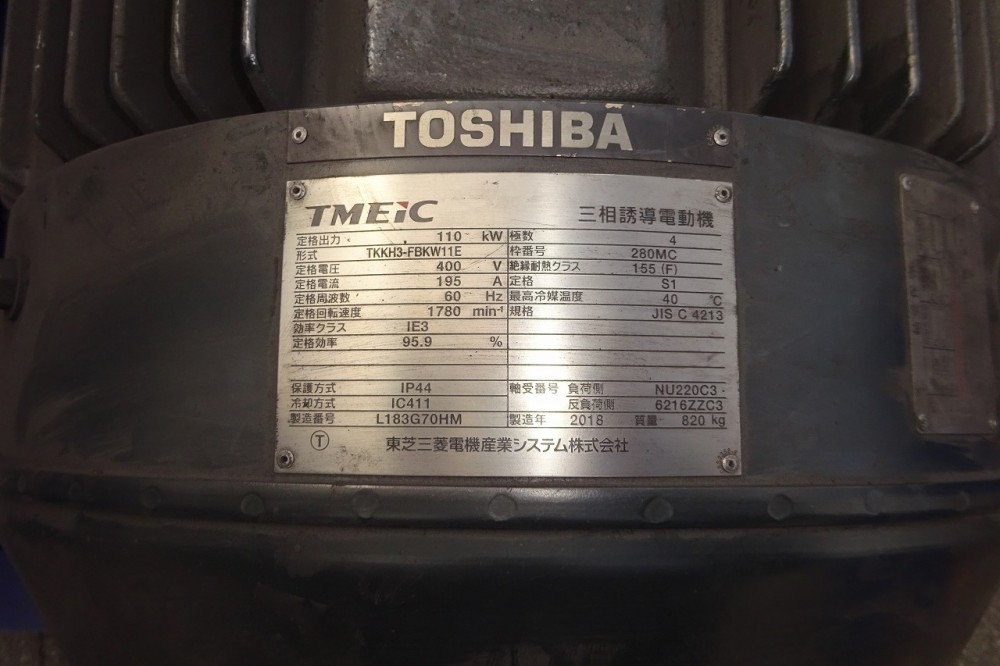 TOSHIBA
TMEiC 三相誘導電動機
定格出力 110 kW 極数 4
形式 TKKH3-FBKW11E 枠番号 280MC
定格電圧 400 V 絶縁耐熱クラス 155 (F)
定格電流 195 A 定格 S1
定格周波数 60 Hz 最高冷媒温度 40 ℃
定格回転速度 1780 min⁻¹ 規格 JIS C 4213
効率クラス IE3
定格効率 95.9 %
保護方式 IP44 軸受番号 負荷側 NU220C3
冷却方式 IC411 反負荷側 6216ZZC3
製造番号 L183G70HM 製造年 2018 質量 820 kg
Ⓣ 東芝三菱電機産業システム株式会社